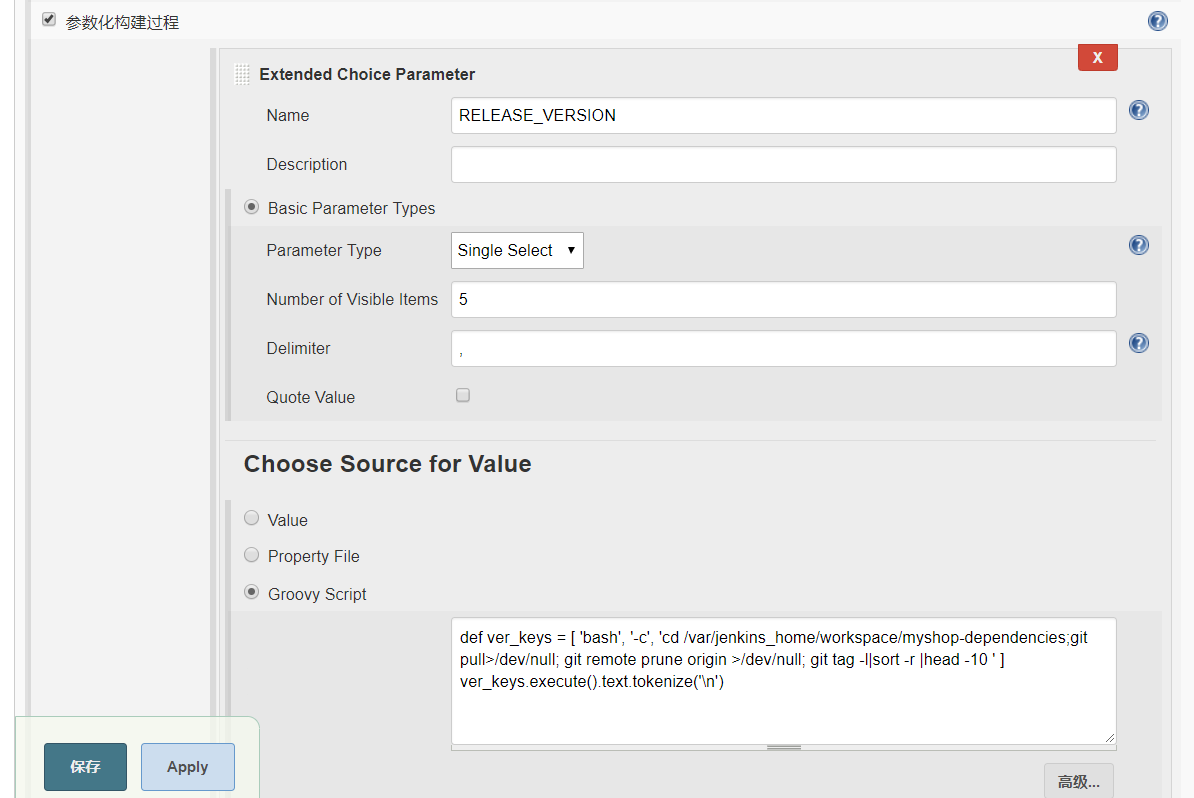 参数化构建过程
X
Extended Choice Parameter
Name
RELEASE_VERSION
Description
Basic Parameter Types
Parameter Type
Single Select
Number of Visible Items
5
Delimiter
,
Quote Value
Choose Source for Value
Value
Property File
Groovy Script
def ver_keys = [ 'bash', '-c', 'cd /var/jenkins_home/workspace/myshop-dependencies;git
pull>/dev/null; git remote prune origin >/dev/null; git tag -l|sort -r |head -10 ' ]
ver_keys.execute().text.tokenize('\n')
保存
Apply
高级...